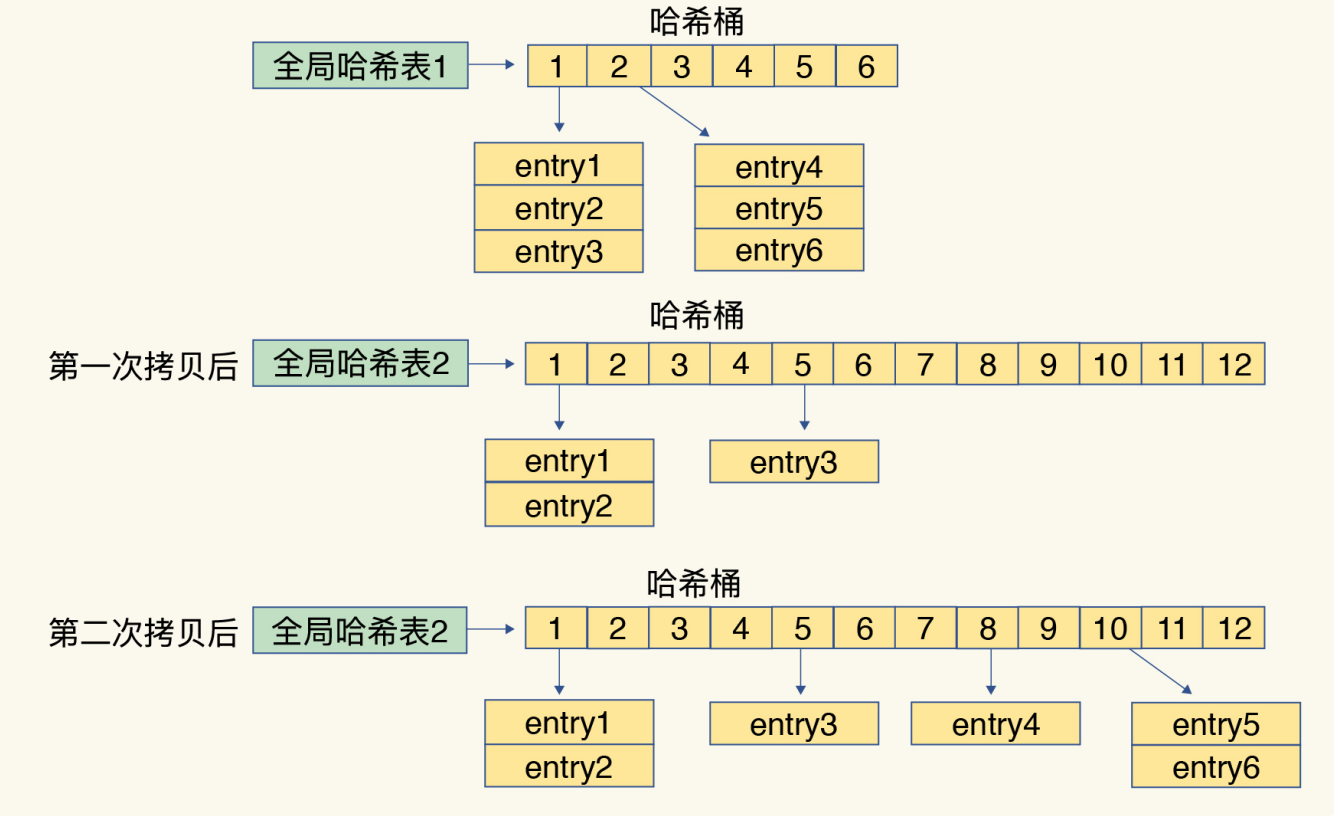 哈希桶
全局哈希表1 1 2 3 4 5 6
entry1 entry4
entry2 entry5
entry3 entry6
哈希桶
第一次拷贝后 全局哈希表2 1 2 3 4 5 6 7 8 9 10 11 12
entry1 entry3
entry2
哈希桶
第二次拷贝后 全局哈希表2 1 2 3 4 5 6 7 8 9 10 11 12
entry1 entry3 entry4 entry5
entry2 entry6